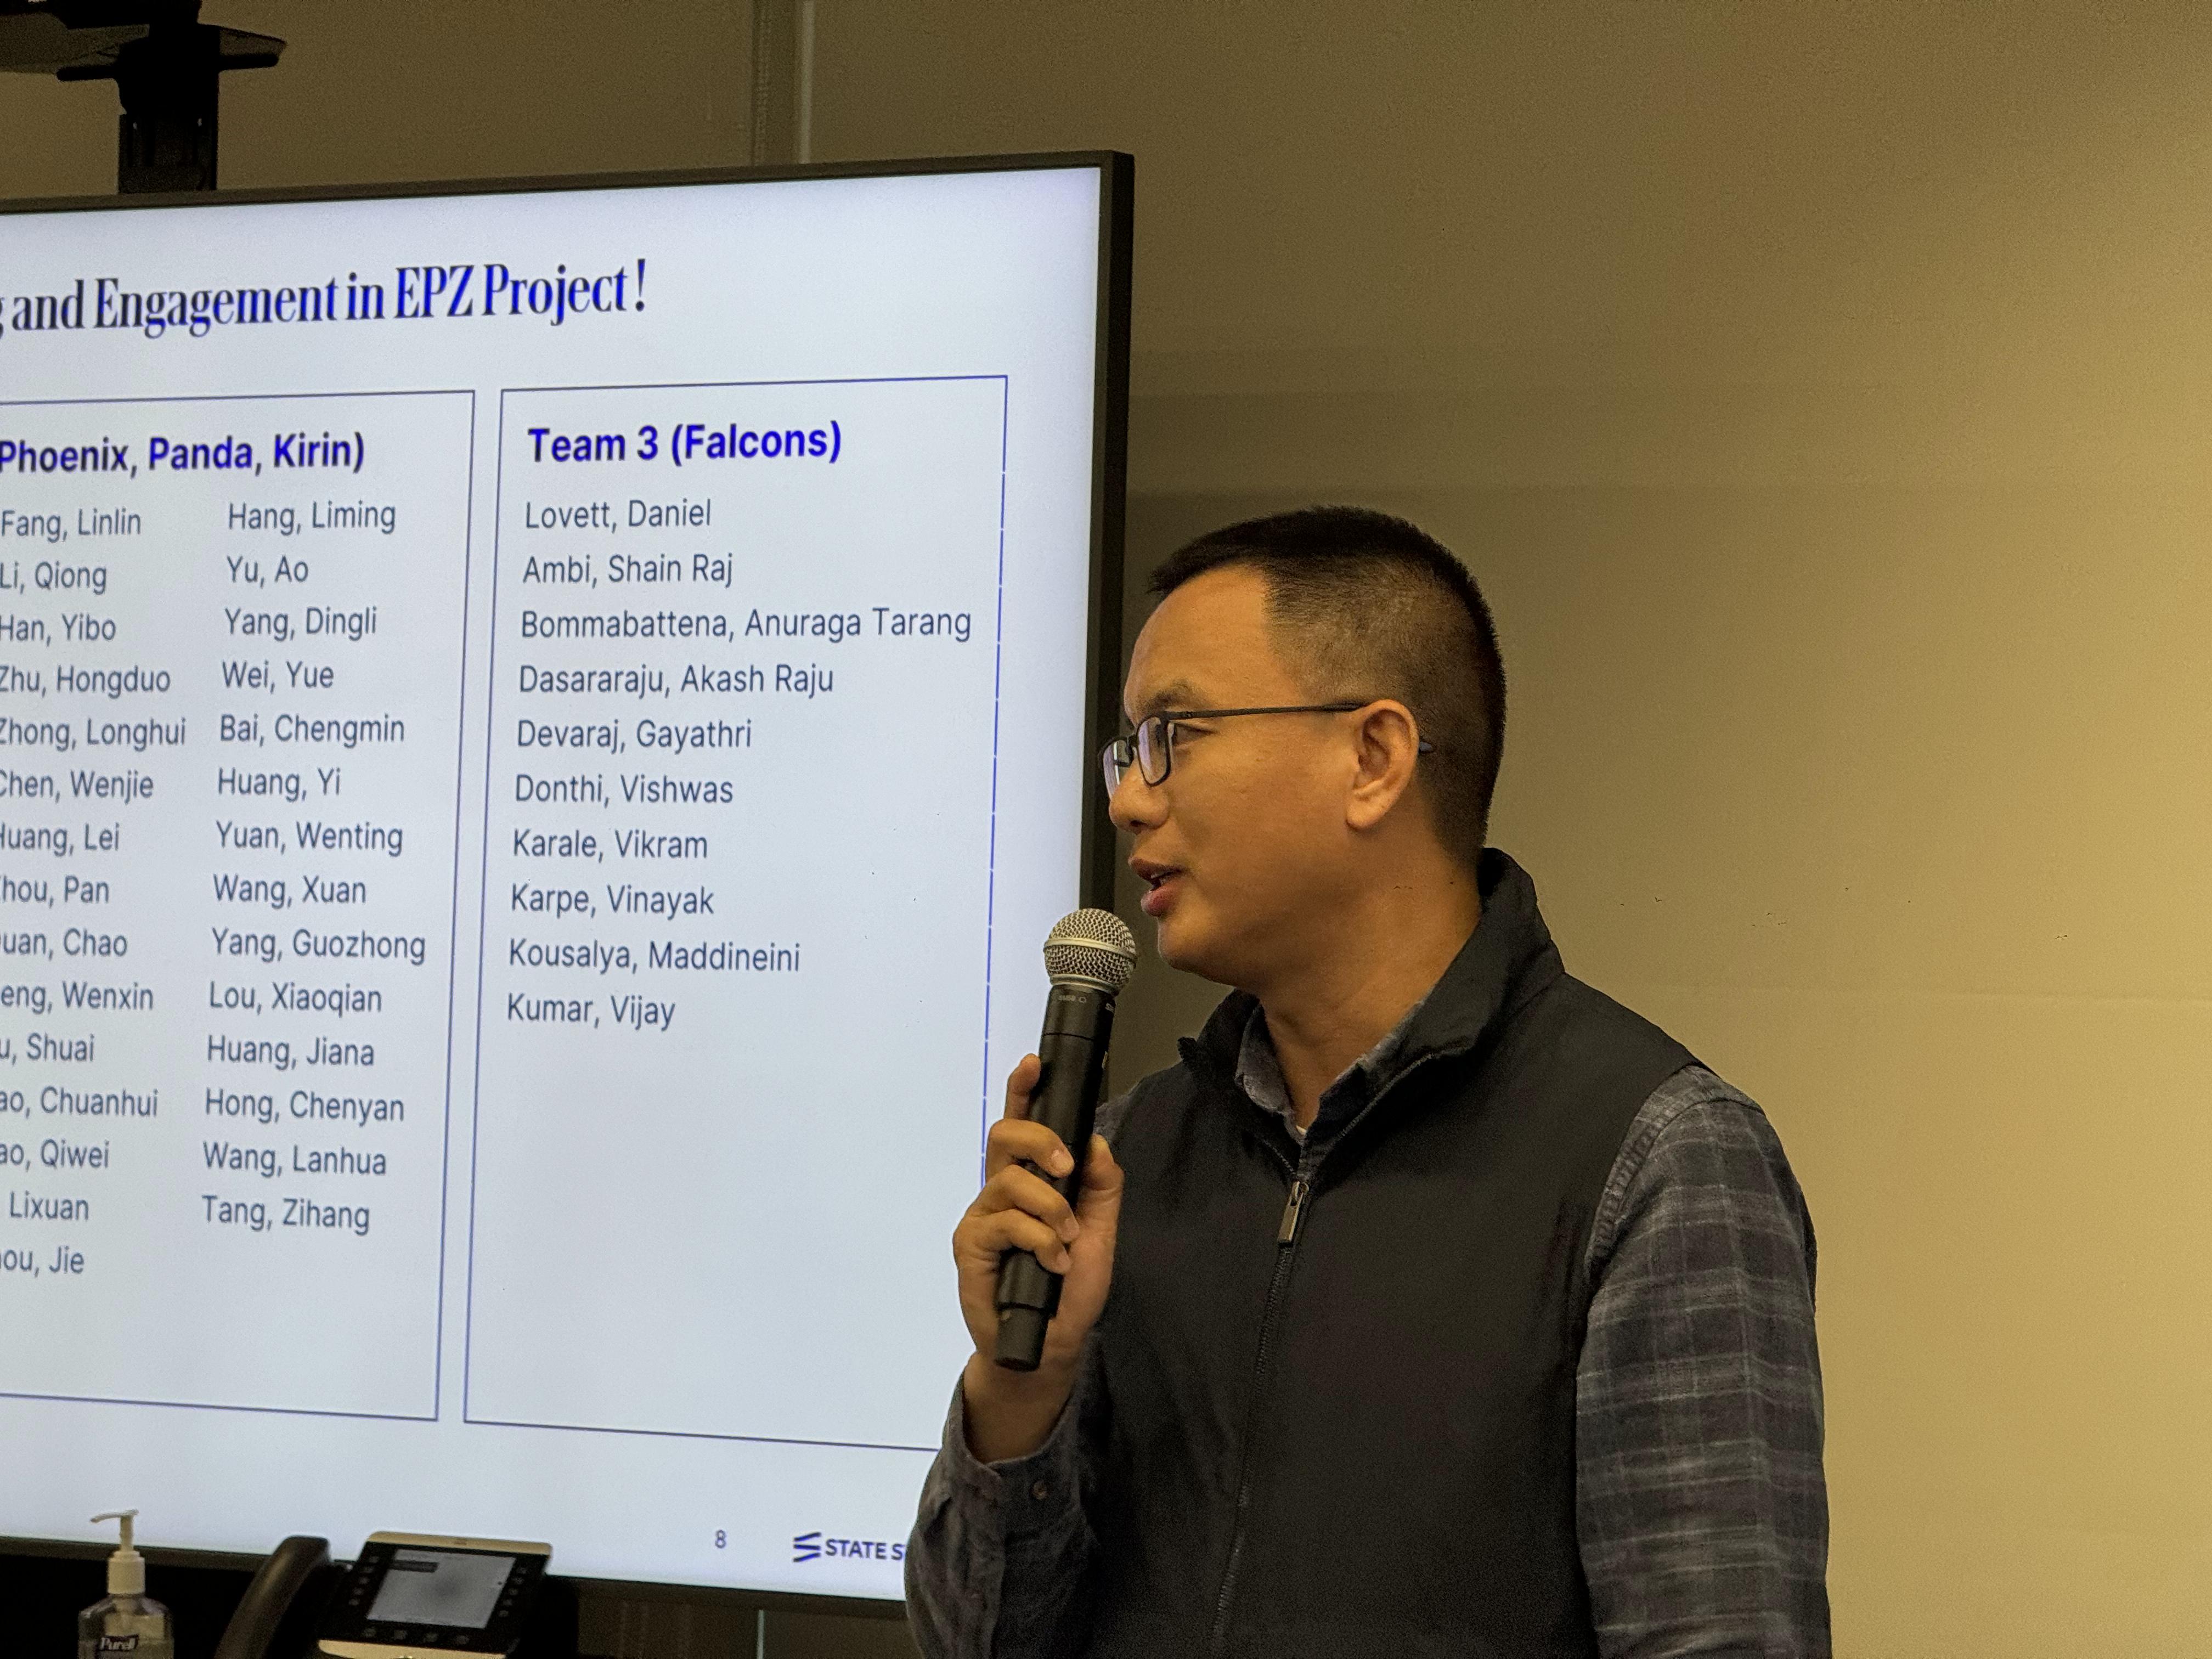 and Engagement in EPZ Project!
Phoenix, Panda, Kirin)
Fang, Linlin
Li, Qiong
Han, Yibo
Zhu, Hongduo
Zhong, Longhui
Chen, Wenjie
Huang, Lei
Pan
Chao
Wenxin
Shuai
Chuanhui
Qiwei
Lixuan
Jie
Hang, Liming
Yu, Ao
Yang, Dingli
Wei, Yue
Bai, Chengmin
Huang, Yi
Yuan, Wenting
Wang, Xuan
Yang, Guozhong
Lou, Xiaoqian
Huang, Jiana
Hong, Chenyan
Wang, Lanhua
Tang, Zihang
Team 3 (Falcons)
Lovett, Daniel
Ambi, Shain Raj
Bommabattena, Anuraga Tarang
Dasararaju, Akash Raju
Devaraj, Gayathri
Donthi, Vishwas
Karale, Vikram
Karpe, Vinayak
Kousalya, Maddineini
Kumar, Vijay
8
STATE
Purell